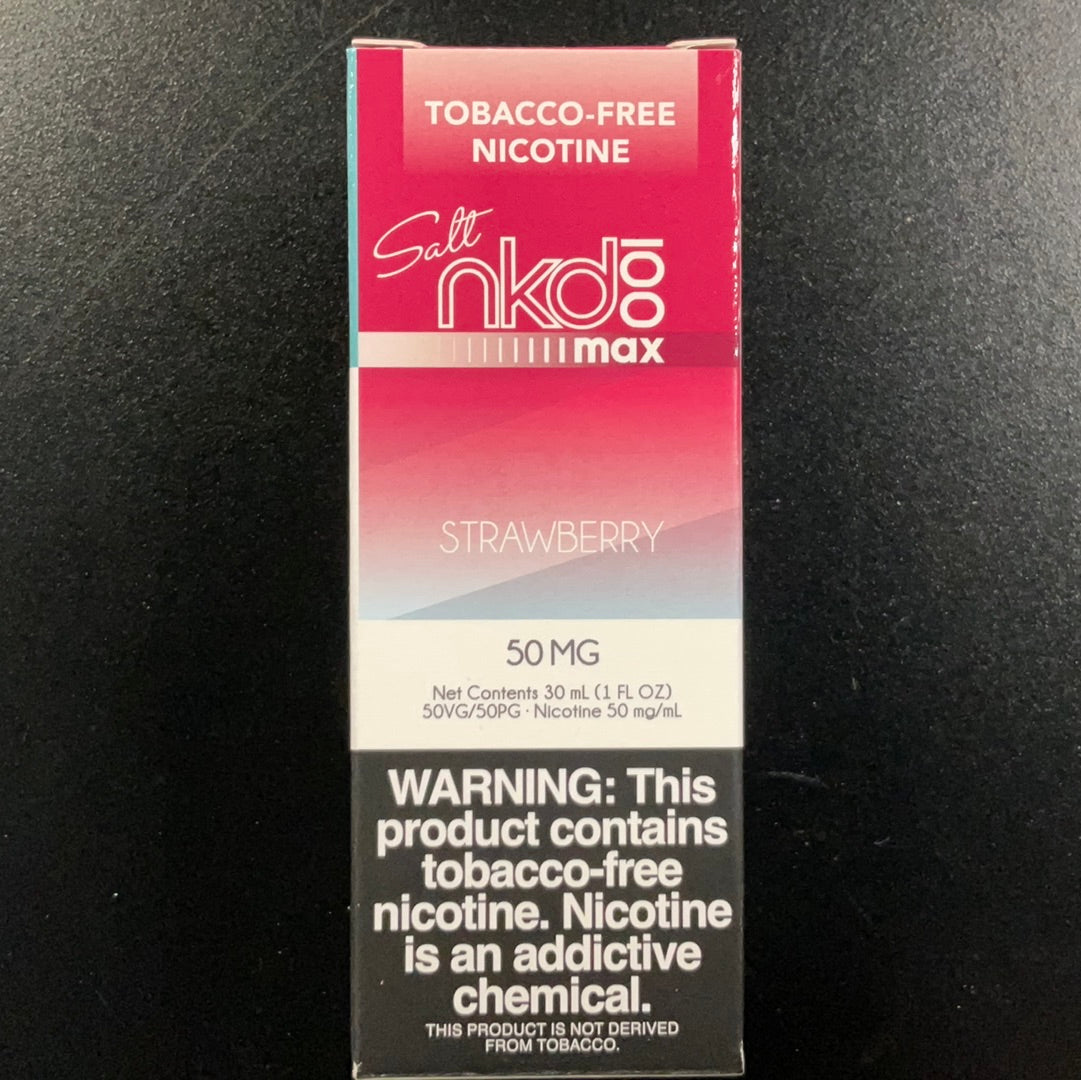 TOBACCO-FREE
NICOTINE
Salt
nkd 100
max
STRAWBERRY
50 MG
Net Contents 30 mL (1 FL OZ)
50VG/50PG · Nicotine 50 mg/mL
WARNING: This
product contains
tobacco-free
nicotine. Nicotine
is an addictive
chemical.
THIS PRODUCT IS NOT DERIVED
FROM TOBACCO.